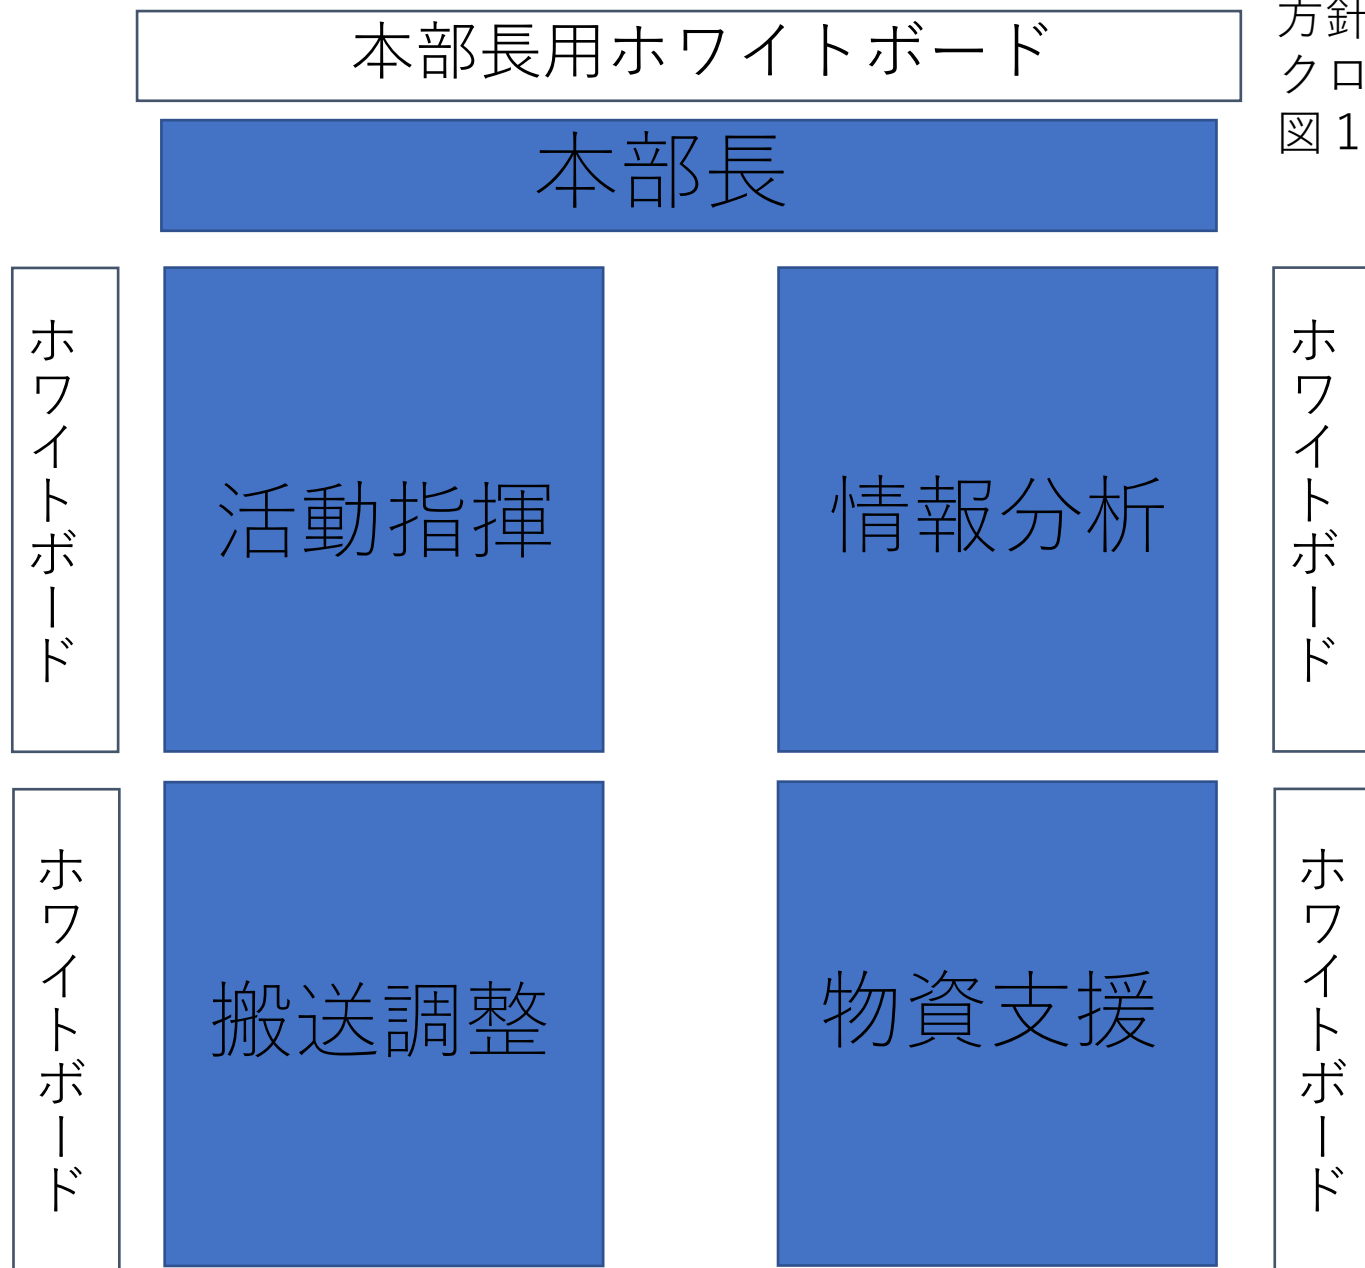 本部長用ホワイトボード
方針
クロ
図１
本部長
ホワイトボード
活動指揮
情報分析
ホワイトボード
ホワイトボード
搬送調整
物資支援
ホワイトボード